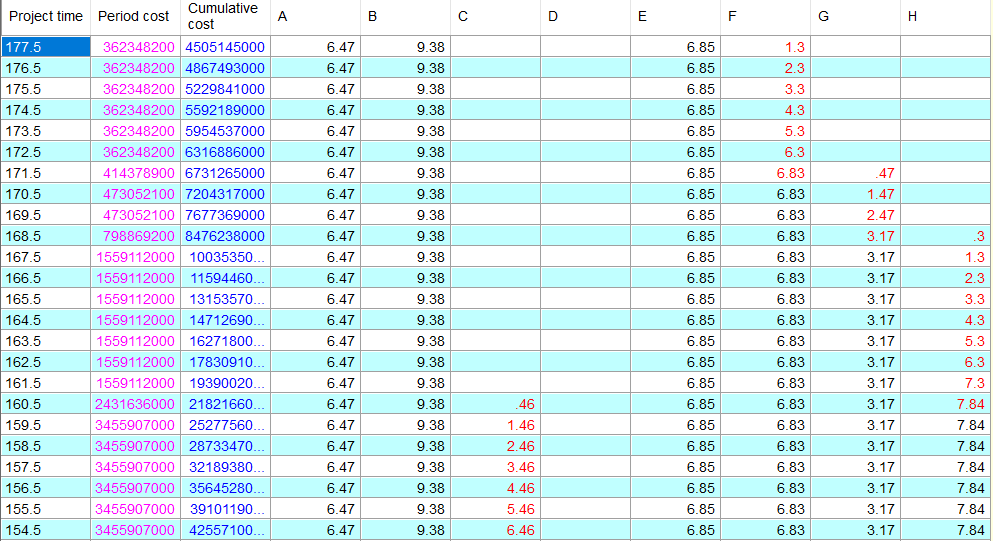 Project time Period cost Cumulative cost A B C D E F G H
177.5 362348200 4505145000 6.47 9.38 6.85 1.3
176.5 362348200 4867493000 6.47 9.38 6.85 2.3
175.5 362348200 5229841000 6.47 9.38 6.85 3.3
174.5 362348200 5592189000 6.47 9.38 6.85 4.3
173.5 362348200 5954537000 6.47 9.38 6.85 5.3
172.5 362348200 6316886000 6.47 9.38 6.85 6.3
171.5 414378900 6731265000 6.47 9.38 6.85 6.83 .47
170.5 473052100 7204317000 6.47 9.38 6.85 6.83 1.47
169.5 473052100 7677369000 6.47 9.38 6.85 6.83 2.47
168.5 798869200 8476238000 6.47 9.38 6.85 6.83 3.17 .3
167.5 1559112000 10035350... 6.47 9.38 6.85 6.83 3.17 1.3
166.5 1559112000 11594460... 6.47 9.38 6.85 6.83 3.17 2.3
165.5 1559112000 13153570... 6.47 9.38 6.85 6.83 3.17 3.3
164.5 1559112000 14712690... 6.47 9.38 6.85 6.83 3.17 4.3
163.5 1559112000 16271800... 6.47 9.38 6.85 6.83 3.17 5.3
162.5 1559112000 17830910... 6.47 9.38 6.85 6.83 3.17 6.3
161.5 1559112000 19390020... 6.47 9.38 6.85 6.83 3.17 7.3
160.5 2431636000 21821660... 6.47 9.38 .46 6.85 6.83 3.17 7.84
159.5 3455907000 25277560... 6.47 9.38 1.46 6.85 6.83 3.17 7.84
158.5 3455907000 28733470... 6.47 9.38 2.46 6.85 6.83 3.17 7.84
157.5 3455907000 32189380... 6.47 9.38 3.46 6.85 6.83 3.17 7.84
156.5 3455907000 35645280... 6.47 9.38 4.46 6.85 6.83 3.17 7.84
155.5 3455907000 39101190... 6.47 9.38 5.46 6.85 6.83 3.17 7.84
154.5 3455907000 42557100... 6.47 9.38 6.46 6.85 6.83 3.17 7.84